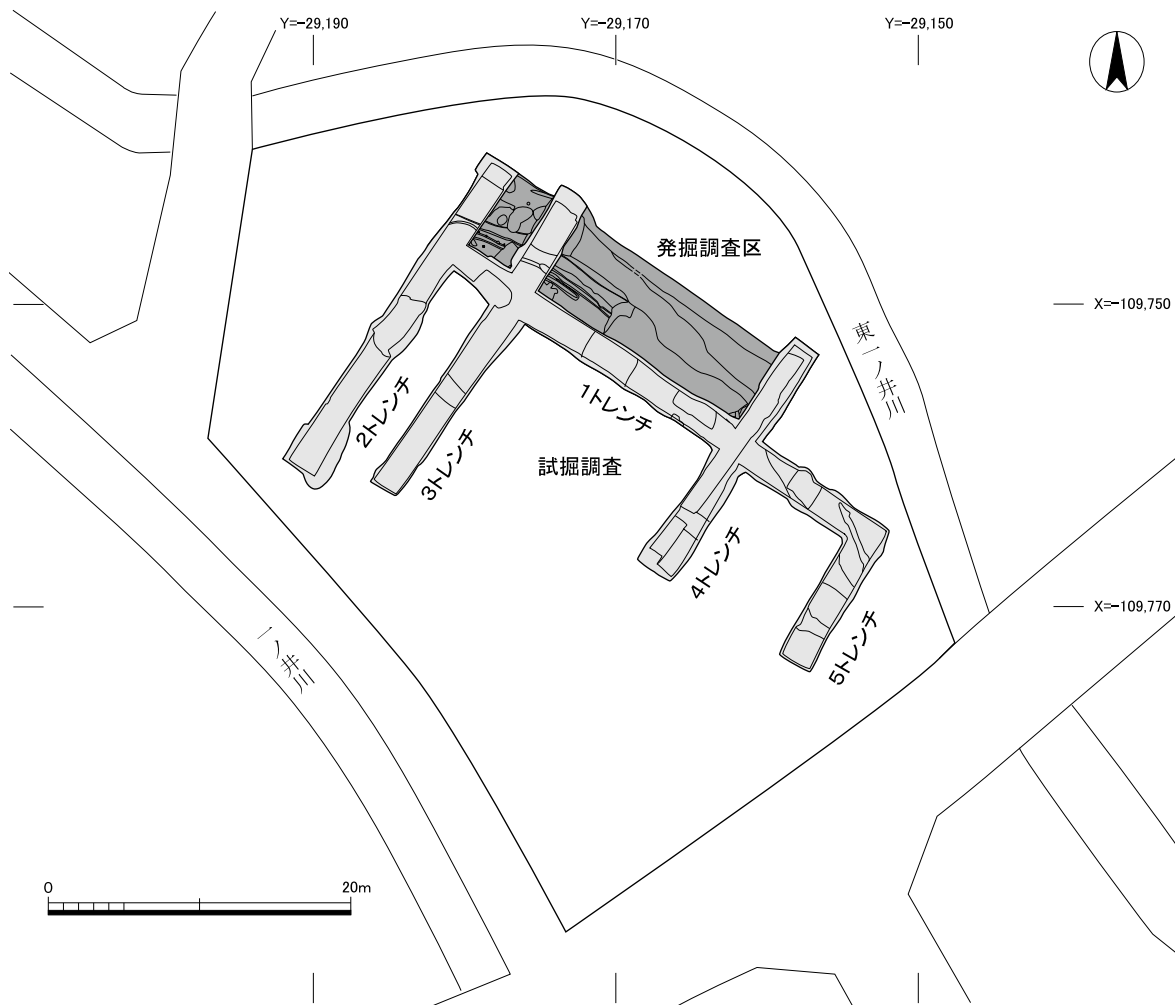 Y=-29,190
Y=-29,170
Y=-29,150
発掘調査区
X=-109,750
東一ノ井川
1トレンチ
2トレンチ
3トレンチ
試掘調査
4トレンチ
X=-109,770
5トレンチ
一ノ井川
0
20m